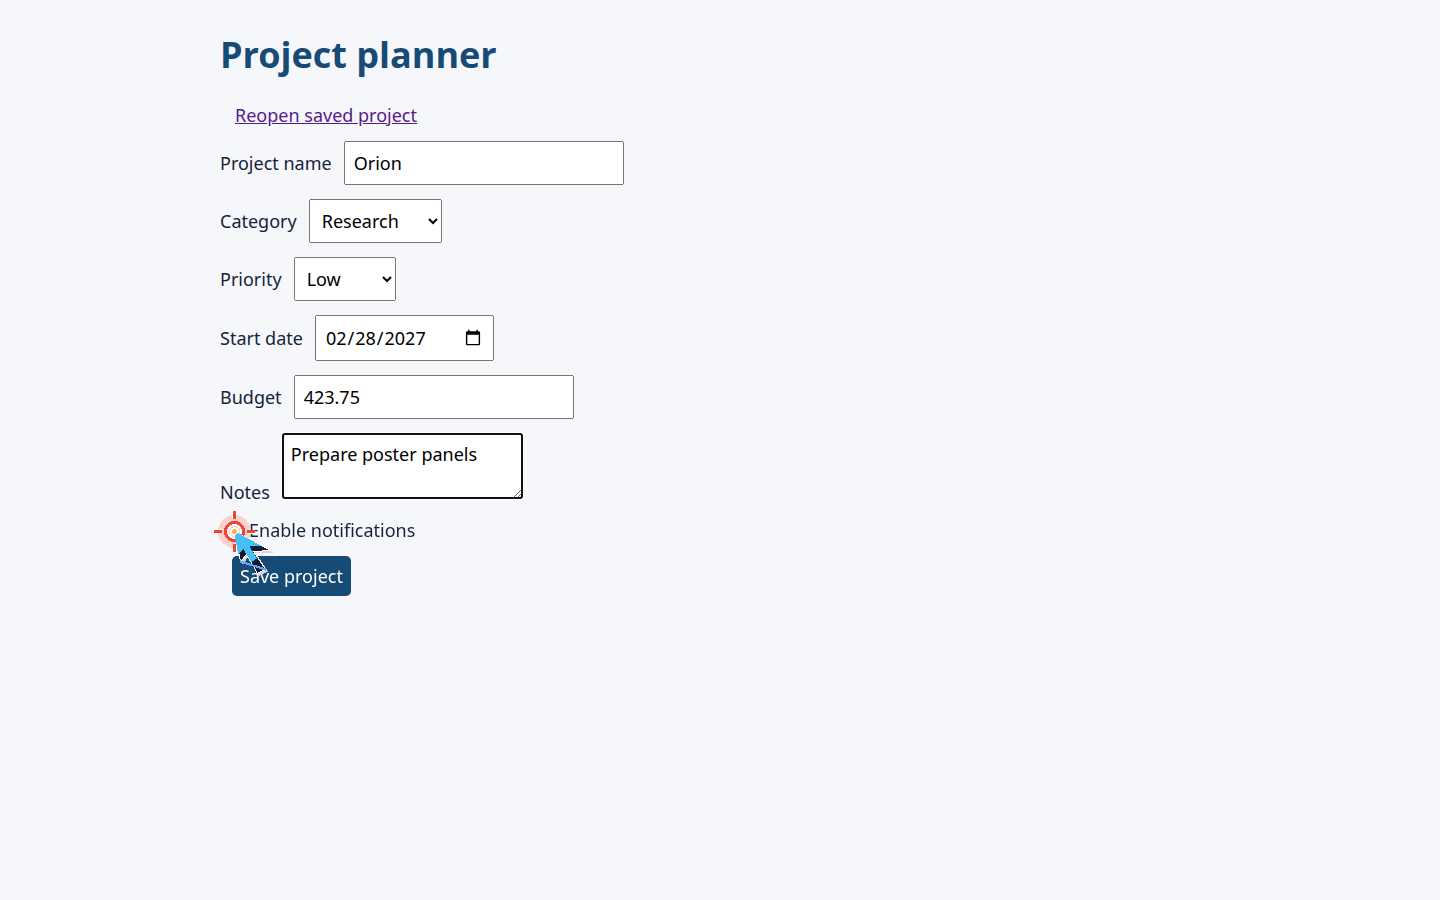 Project planner
Reopen saved project
Project name Orion
Category Research
Priority Low
Start date 02/28/2027
Budget 423.75
Prepare poster panels
Notes
Enable notifications
Save project